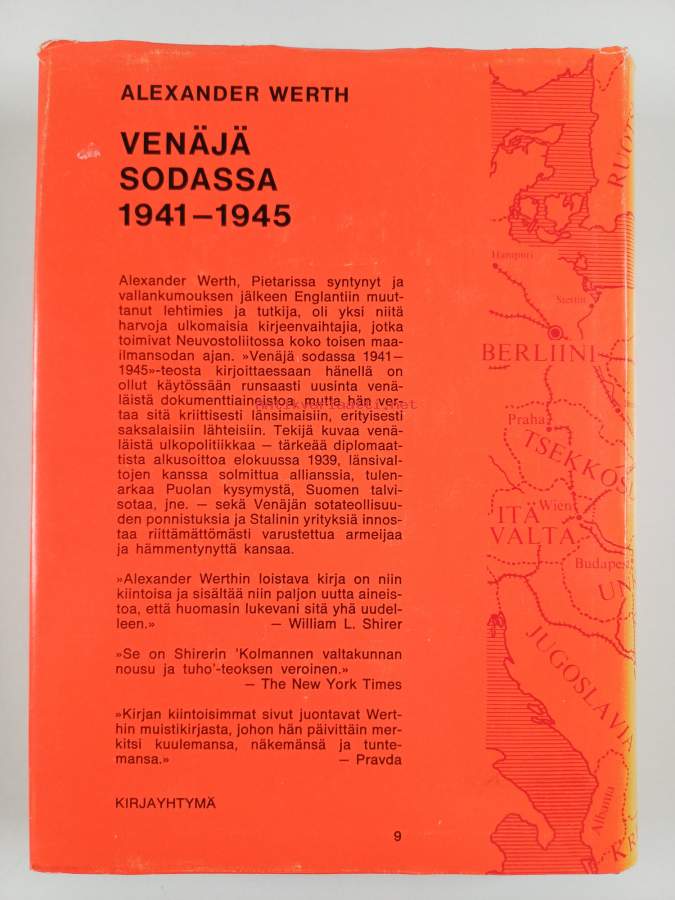 ALEXANDER WERTH
VENÄJÄ
SODASSA
1941–1945
Alexander Werth, Pietarissa syntynyt ja
vallankumouksen jälkeen Englantiin muut-
tanut lehtimies ja tutkija, oli yksi niitä
harvoja ulkomaisia kirjeenvaihtajia, jotka
toimivat Neuvostoliitossa koko toisen maa-
ilmansodan ajan. »Venäjä sodassa 1941–
1945»-teosta kirjoittaessaan hänellä on
ollut käytössään runsaasti uusinta venä-
läistä dokumenttiaineistoa, mutta hän ver-
taa sitä kriittisesti länsimaisiin, erityisesti
saksalaisiin lähteisiin. Tekijä kuvaa venä-
läistä ulkopolitiikkaa – tärkeää diplomaat-
tista alkusoittoa elokuussa 1939, länsival-
tojen kanssa solmittua allianssia, tulen-
arkaa Puolan kysymystä, Suomen talvi-
sotaa, jne. – sekä Venäjän sotateollisuu-
den ponnistuksia ja Stalinin yrityksiä innos-
taa riittämättömästi varustettua armeijaa
ja hämmentynyttä kansaa.
»Alexander Werthin loistava kirja on niin
kiintoisa ja sisältää niin paljon uutta aineis-
toa, että huomasin lukevani sitä yhä uudel-
leen.» – William L. Shirer
»Se on Shirerin 'Kolmannen valtakunnan
nousu ja tuho'-teoksen veroinen.»
– The New York Times
»Kirjan kiintoisimmat sivut juontavat Wert-
hin muistikirjasta, johon hän päivittäin mer-
kitsi kuulemansa, näkemänsä ja tunte-
mansa.» – Pravda
KIRJAYHTYMÄ
9
RUOTS
Hampuri
Stettin
BERLIINI
Praha
TSEKKOS
ITÄ
VALTA
Wien
Budapest
UN
JUGOSLAVIA
Albania
KR